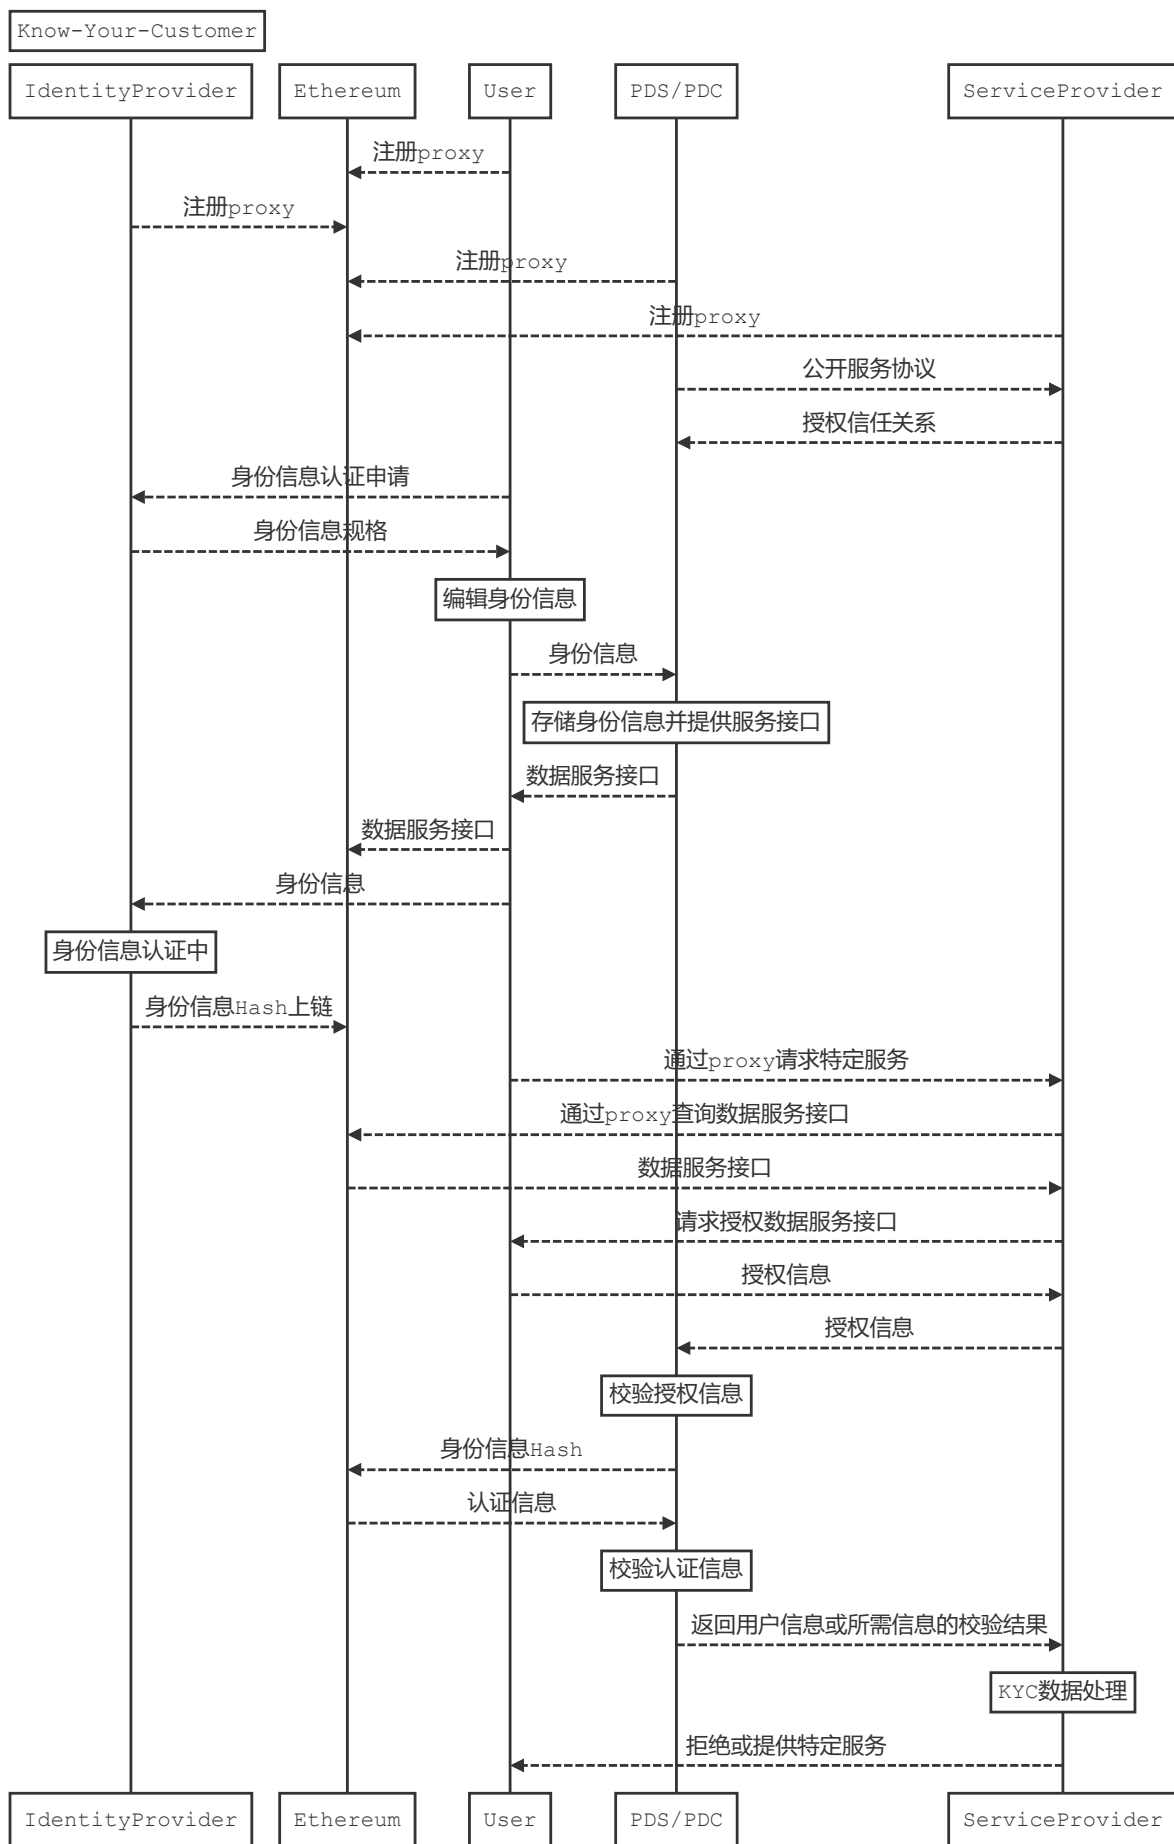 Know-Your-Customer
IdentityProvider Ethereum User PDS/PDC ServiceProvider
注册proxy
注册proxy
注册proxy
注册proxy
公开服务协议
授权信任关系
身份信息认证申请
身份信息规格
编辑身份信息
身份信息
存储身份信息并提供服务接口
数据服务接口
数据服务接口
身份信息
身份信息认证中
身份信息Hash上链
通过proxy请求特定服务
通过proxy查询数据服务接口
数据服务接口
请求授权数据服务接口
授权信息
授权信息
校验授权信息
身份信息Hash
认证信息
校验认证信息
返回用户信息或所需信息的校验结果
KYC数据处理
拒绝或提供特定服务
IdentityProvider Ethereum User PDS/PDC ServiceProvider